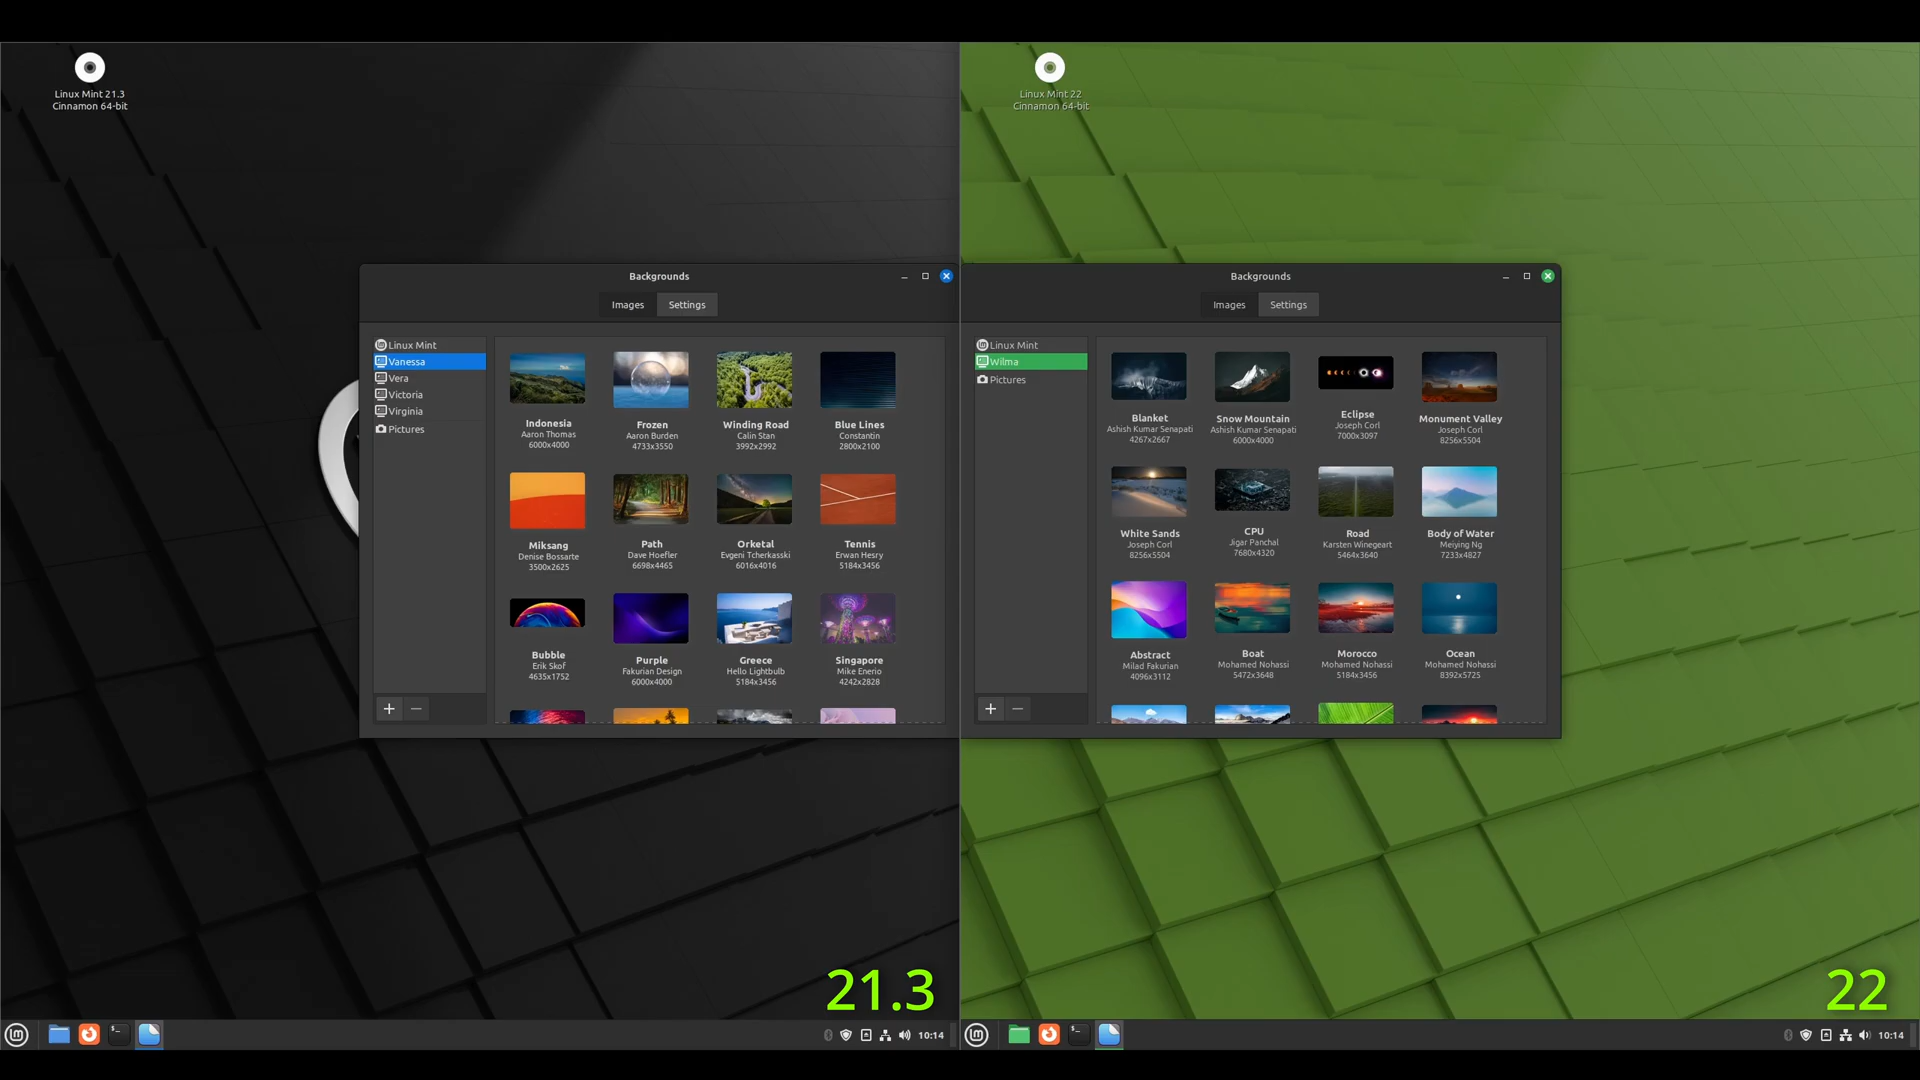 Linux Mint 21.3
Cinnamon 64-bit
Backgrounds
Images
Settings
Linux Mint
Vanessa
Vera
Victoria
Virginia
Pictures
Indonesia
Aaron Thomas
6000x4000
Frozen
Aaron Burden
4733x3550
Winding Road
Calin Stan
3992x2992
Blue Lines
Constantin
2800x2100
Miksang
Denise Bossarte
3500x2625
Path
Dave Hoefler
6698x4465
Orketal
Evgeni Tcherkasski
6016x4016
Tennis
Erwan Hesry
5184x3456
Bubble
Erik Skof
4635x1752
Purple
Fakurian Design
6000x4000
Greece
Hello Lightbulb
5184x3456
Singapore
Mike Enerio
4242x2828
21.3
10:14
Linux Mint 22
Cinnamon 64-bit
Backgrounds
Images
Settings
Linux Mint
Wilma
Pictures
Blanket
Ashish Kumar Senapati
4267x2667
Snow Mountain
Ashish Kumar Senapati
6000x4000
Eclipse
Joseph Corl
7000x3097
Monument Valley
Joseph Corl
8256x5504
White Sands
Joseph Corl
8256x5504
CPU
Jigar Panchal
7680x4320
Road
Karsten Winegeart
5464x3640
Body of Water
Meiying Ng
7233x4827
Abstract
Milad Fakurian
4096x3112
Boat
Mohamed Nohassi
5472x3648
Morocco
Mohamed Nohassi
5184x3456
Ocean
Mohamed Nohassi
8392x5725
22
10:14